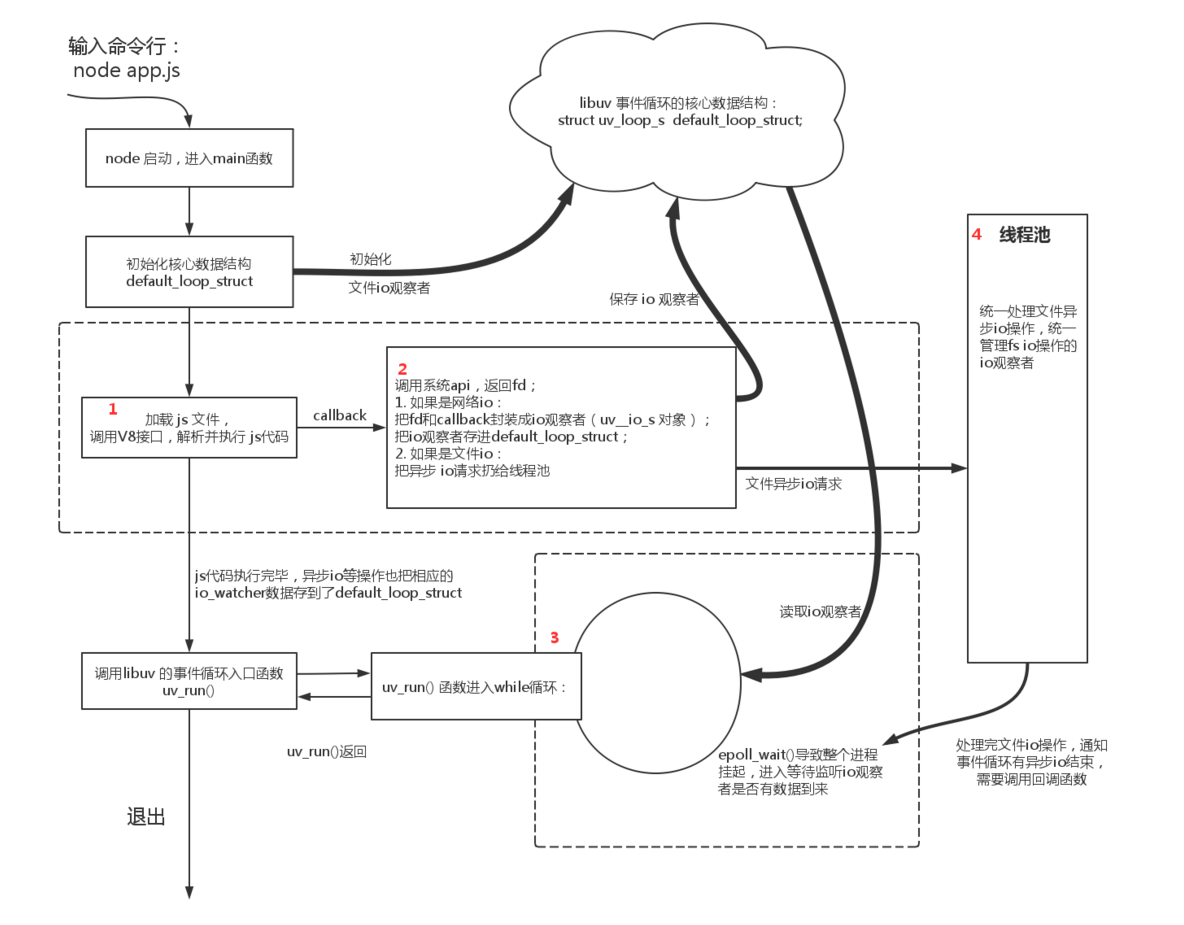 输入命令行：
node app.js
libuv 事件循环的核心数据结构：
struct uv_loop_s default_loop_struct;
node 启动，进入main函数
初始化核心数据结构
default_loop_struct
初始化
文件io观察者
保存 io 观察者
4 线程池
统一处理文件异
步io操作，统一
管理fs io操作的
io观察者
1
加载 js 文件，
调用V8接口，解析并执行 js代码
callback
2
调用系统api，返回fd；
1. 如果是网络io：
把fd和callback封装成io观察者（uv__io_s 对象）；
把io观察者存进default_loop_struct；
2. 如果是文件io：
把异步 io请求扔给线程池
文件异步io请求
js代码执行完毕，异步io等操作也把相应的
io_watcher数据存到了default_loop_struct
读取io观察者
3
调用libuv 的事件循环入口函数
uv_run()
uv_run() 函数进入while循环：
uv_run()返回
epoll_wait()导致整个进程
挂起，进入等待监听io观察
者是否有数据到来
处理完文件io操作，通知
事件循环有异步io结束，
需要调用回调函数
退出